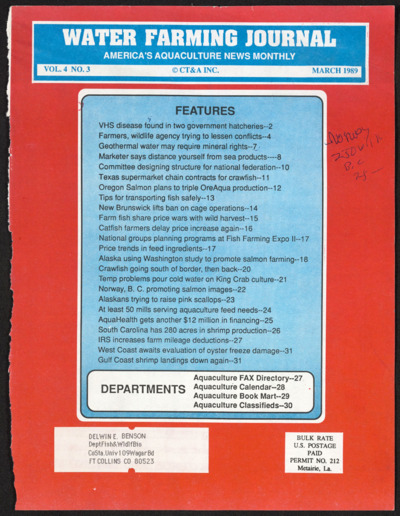 WATER FARMING JOURNAL
AMERICA'S AQUACULTURE NEWS MONTHLY
VOL. 4 NO. 3 © CT&A INC. MARCH 1989
FEATURES
VHS disease found in two government hatcheries--2
Farmers, wildlife agency trying to lessen conflicts--4
Geothermal water may require mineral rights--7
Marketer says distance yourself from sea products----8
Committee designing structure for national federation--10
Texas supermarket chain contracts for crawfish--11
Oregon Salmon plans to triple OreAqua production--12
Tips for transporting fish safely--13
New Brunswick lifts ban on cage operations--14
Farm fish share price wars with wild harvest--15
Catfish farmers delay price increase again--16
National groups planning programs at Fish Farming Expo II--17
Price trends in feed ingredients--17
Alaska using Washington study to promote salmon farming--18
Crawfish going south of border, then back--20
Temp problems pour cold water on King Crab culture--21
Norway, B. C. promoting salmon images--22
Alaskans trying to raise pink scallops--23
At least 50 mills serving aquaculture feed needs--24
AquaHealth gets another $12 million in financing--25
South Carolina has 280 acres in shrimp production--26
IRS increases farm mileage deductions--27
West Coast awaits evaluation of oyster freeze damage--31
Gulf Coast shrimp landings down again--31
DEPARTMENTS
Aquaculture FAX Directory--27
Aquaculture Calendar--28
Aquaculture Book Mart--29
Aquaculture Classifieds--30
DELWIN E. BENSON
DeptFish&WldlfBio
CoSta.Univ109WagarBd
FT COLLINS CO 80523
BULK RATE
U.S. POSTAGE
PAID
PERMIT NO. 212
Metairie, La.